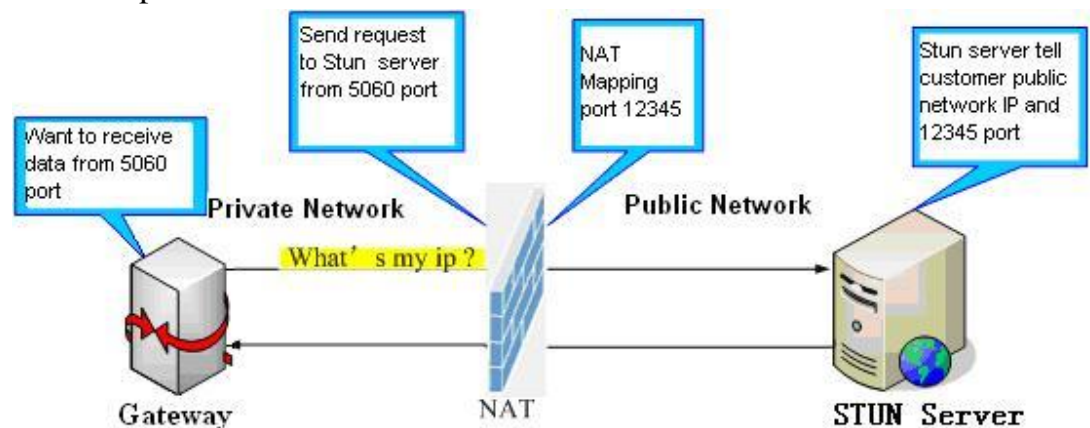 Send request
to Stun server
from 5060 port
NAT
Mapping
port 12345
Stun server tell
customer public
network IP and
12345 port
Want to receive
data from 5060
port
Private Network
Public Network
What's my ip ?
Gateway
NAT
STUN Server